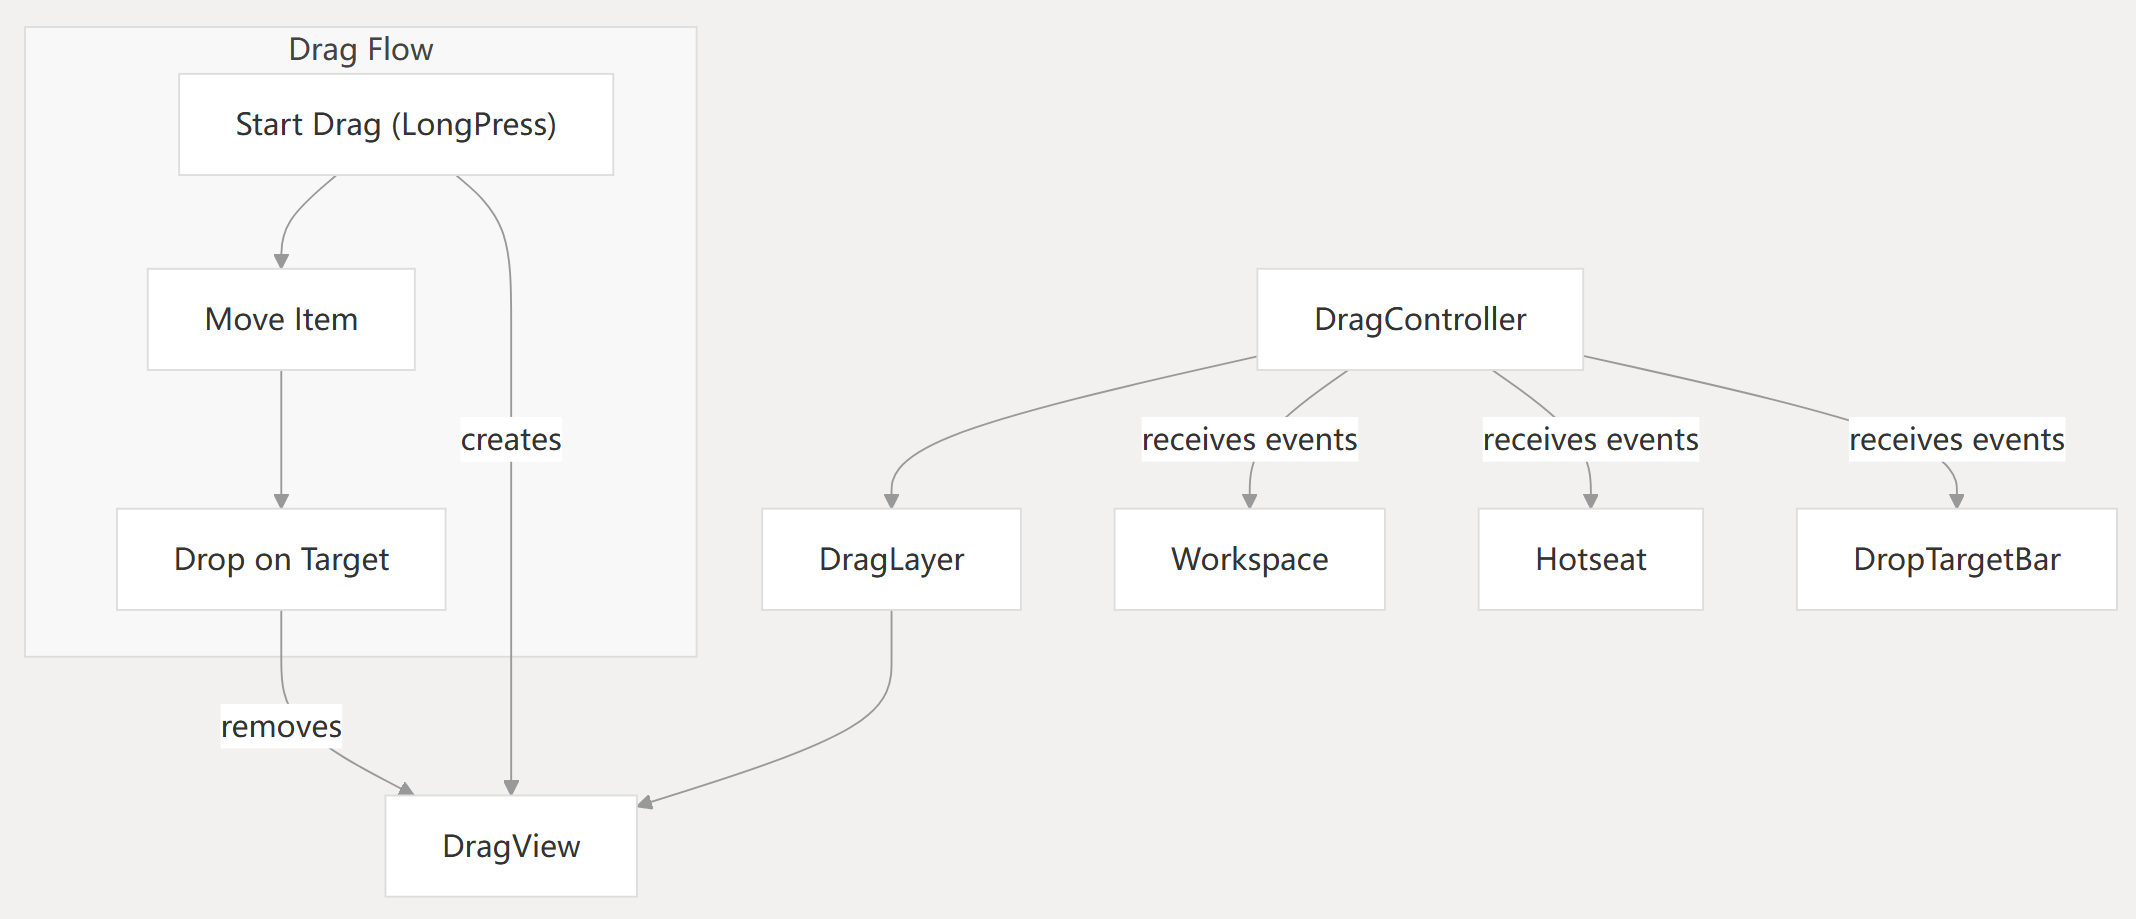 Drag Flow
Start Drag (LongPress)
Move Item
DragController
creates
receives events
receives events
receives events
Drop on Target
DragLayer
Workspace
Hotseat
DropTargetBar
removes
DragView